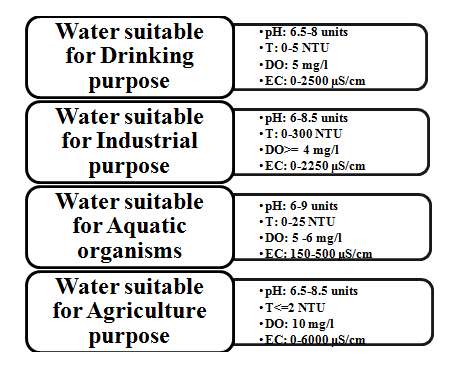 Water suitable
for Drinking
purpose
•pH: 6.5-8 units
•T: 0-5 NTU
•DO: 5 mg/l
•EC: 0-2500 µS/cm
Water suitable
for Industrial
purpose
•pH: 6-8.5 units
•T: 0-300 NTU
•DO>= 4 mg/l
•EC: 0-2250 µS/cm
Water suitable
for Aquatic
organisms
•pH: 6-9 units
•T: 0-25 NTU
•DO: 5 -6 mg/l
•EC: 150-500 µS/cm
Water suitable
for Agriculture
purpose
•pH: 6.5-8.5 units
•T<=2 NTU
•DO: 10 mg/l
•EC: 0-6000 µS/cm